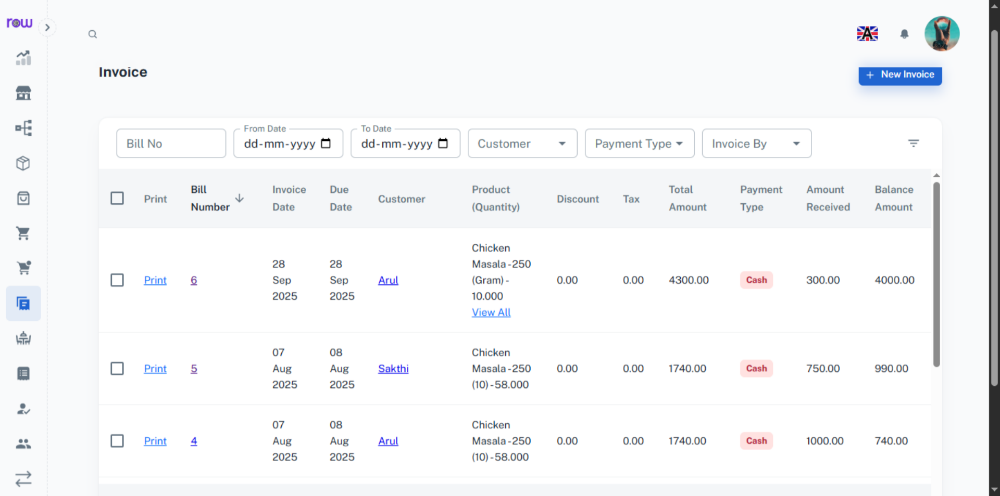 row
A
Invoice
+ New Invoice
Bill No
From Date
dd-mm-yyyy
To Date
dd-mm-yyyy
Customer
Payment Type
Invoice By
Print
Bill
Number
Invoice
Date
Due
Date
Customer
Product
(Quantity)
Discount
Tax
Total
Amount
Payment
Type
Amount
Received
Balance
Amount
Print
6
28
Sep
2025
28
Sep
2025
Arul
Chicken
Masala - 250
(Gram) -
10.000
View All
0.00
0.00
4300.00
Cash
300.00
4000.00
Print
5
07
Aug
2025
08
Aug
2025
Sakthi
Chicken
Masala - 250
(10) - 58.000
0.00
0.00
1740.00
Cash
750.00
990.00
Print
4
07
Aug
2025
08
Aug
2025
Arul
Chicken
Masala - 250
(10) - 58.000
0.00
0.00
1740.00
Cash
1000.00
740.00